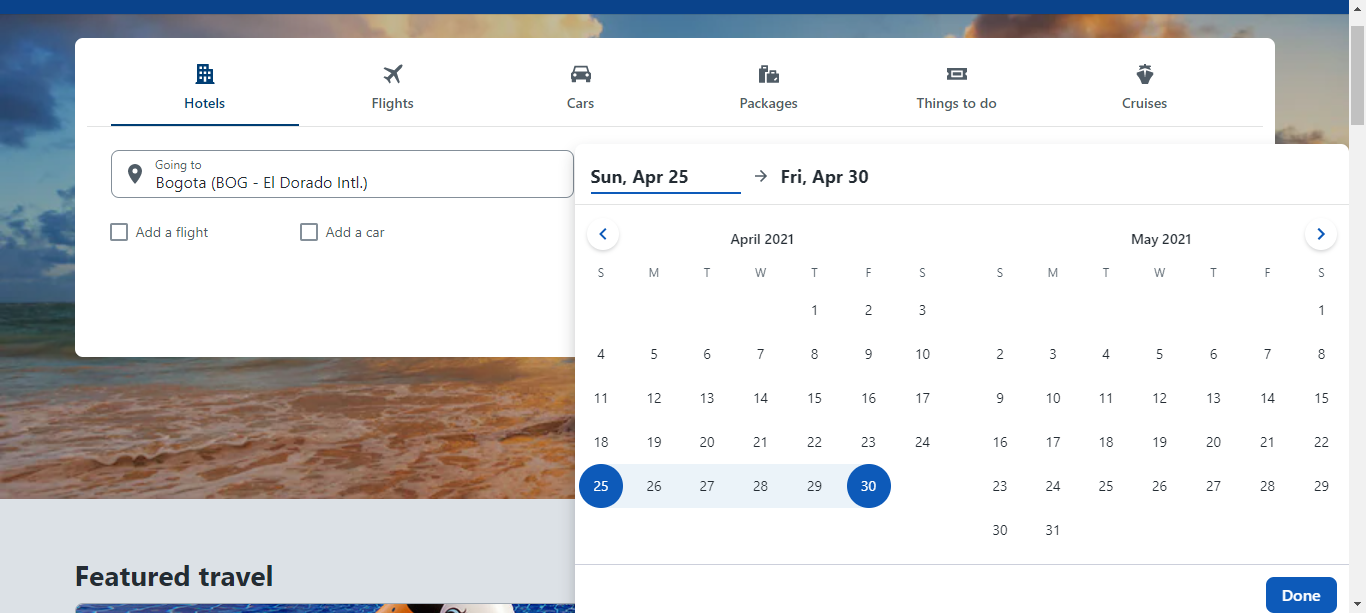 Hotels Flights Cars Packages Things to do Cruises
Going to
Bogota (BOG - El Dorado Intl.)
Add a flight Add a car
Sun, Apr 25 Fri, Apr 30
April 2021
S M T W T F S
1 2 3
4 5 6 7 8 9 10
11 12 13 14 15 16 17
18 19 20 21 22 23 24
25 26 27 28 29 30
May 2021
S M T W T F S
1
2 3 4 5 6 7 8
9 10 11 12 13 14 15
16 17 18 19 20 21 22
23 24 25 26 27 28 29
30 31
Done
Featured travel